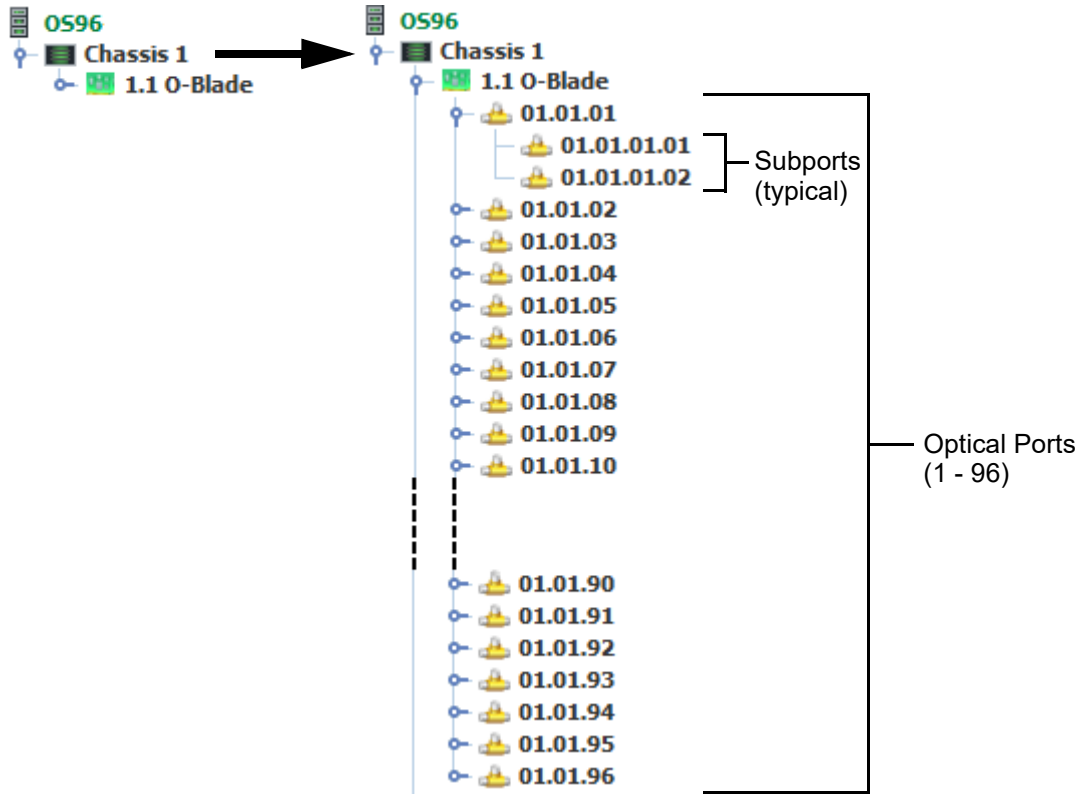 OS96
Chassis 1
1.1 O-Blade
OS96
Chassis 1
1.1 O-Blade
01.01.01
01.01.01.01
01.01.01.02
Subports
(typical)
01.01.02
01.01.03
01.01.04
01.01.05
01.01.06
01.01.07
01.01.08
01.01.09
01.01.10
Optical Ports
(1 - 96)
01.01.90
01.01.91
01.01.92
01.01.93
01.01.94
01.01.95
01.01.96